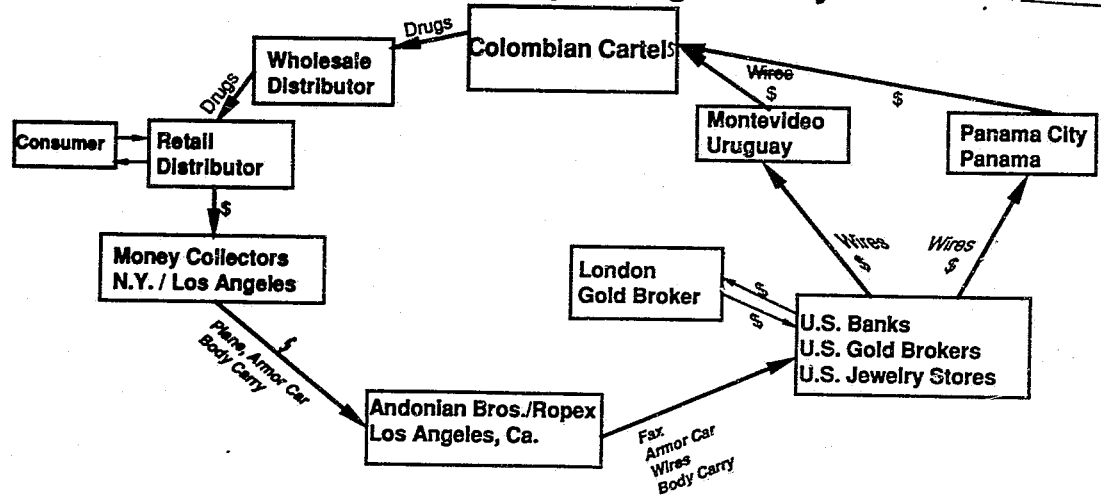 Drugs
Colombian Cartels
Wholesale
Distributor
Drugs
Wires
$
$
Montevideo
Uruguay
Panama City
Panama
Consumer
Retail
Distributor
$
Money Collectors
N.Y. / Los Angeles
Wires
$
Wires
$
London
Gold Broker
$
$
U.S. Banks
U.S. Gold Brokers
U.S. Jewelry Stores
$
Plane, Armor Car
Body Carry
Andonian Bros./Ropex
Los Angeles, Ca.
Fax
Armor Car
Wires
Body Carry